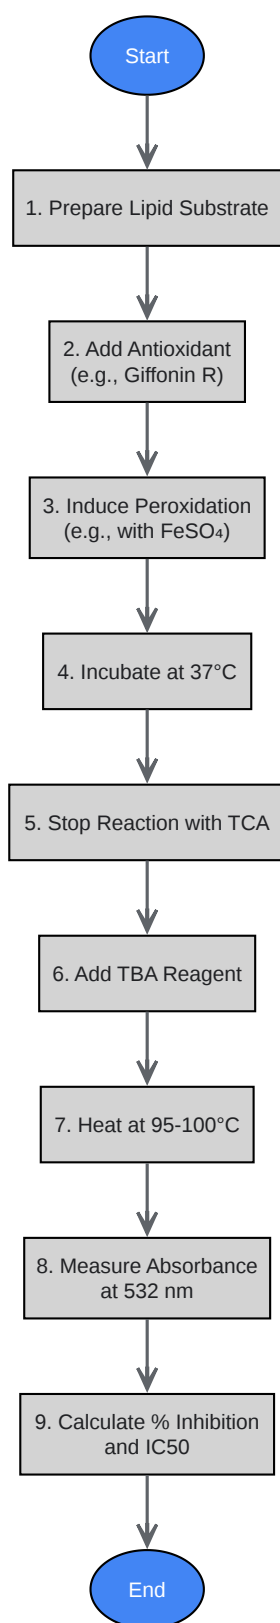 Start
1. Prepare Lipid Substrate
2. Add Antioxidant
(e.g., Giffonin R)
3. Induce Peroxidation
(e.g., with FeSO₄)
4. Incubate at 37°C
5. Stop Reaction with TCA
6. Add TBA Reagent
7. Heat at 95-100°C
8. Measure Absorbance
at 532 nm
9. Calculate % Inhibition
and IC50
End